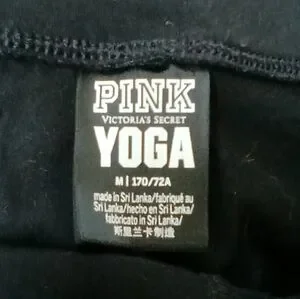 PINK
VICTORIA'S SECRET
YOGA
M | 170/72A
made in Sri Lanka/fabriqué au
Sri Lanka/hecho en Sri Lanka/
fabbricato in Sri Lanka/
斯里兰卡制造